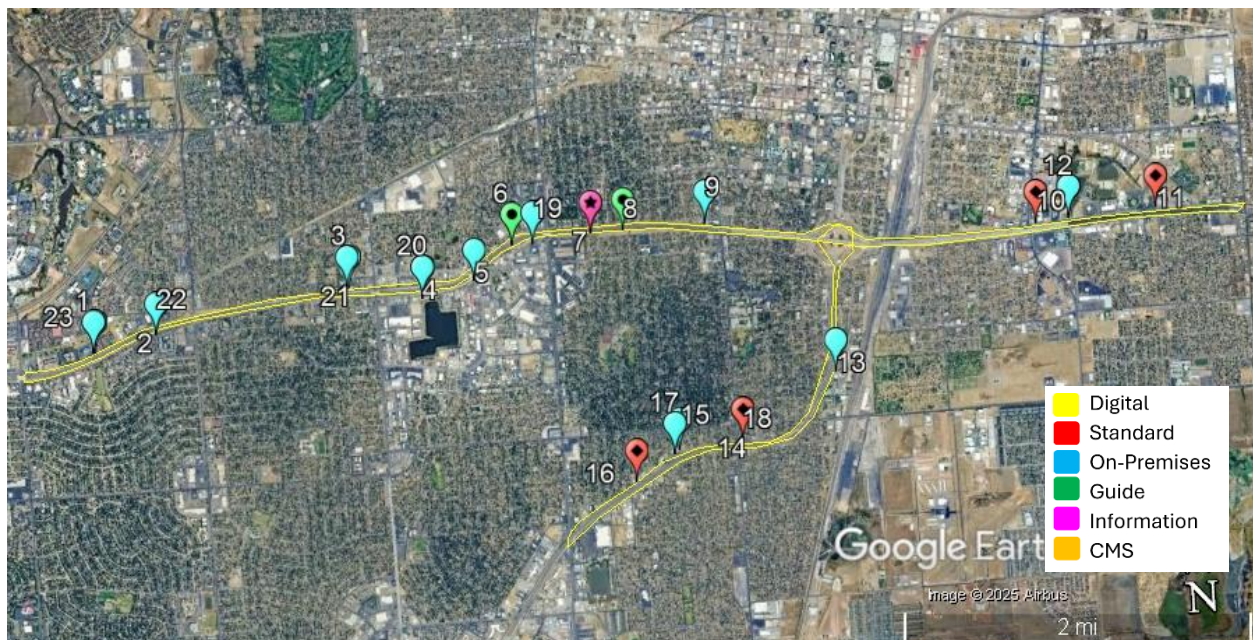 12
9
6
19
8
10
11
7
3
20
5
4
21
1
22
23
2
13
17
15
18
14
16
Digital
Standard
On-Premises
Guide
Information
CMS
Google Eart
Image © 2025 Airbus
N
2 mi